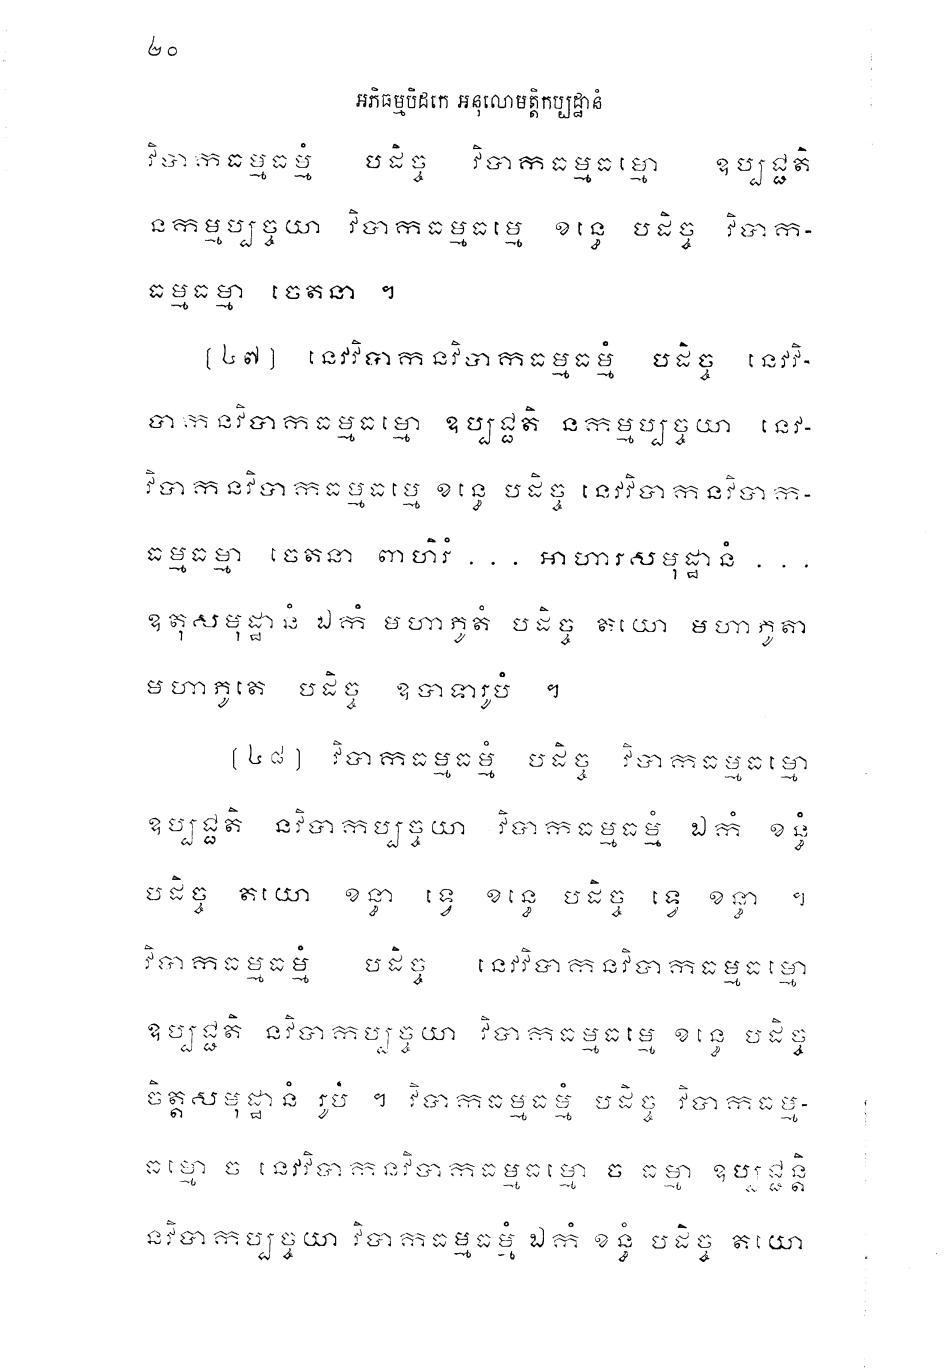 ៤០
អភិធម្មបិដកេ អនុលោមត្តិកប្បដ្ឋានំ
វិបាកធម្មធម្មំ បដិច្ច វិបាកធម្មធម្មោ ឧប្បជ្ជតិ
នកម្មប្បច្ចយា វិបាកធម្មធម្មេ ខន្ធេ បដិច្ច វិបាក-
ធម្មធម្មា ចេតនា ។
(៤៧) នេវវិបាកនវិបាកធម្មធម្មំ បដិច្ច នេវវិ-
បាកនវិបាកធម្មធម្មោ ឧប្បជ្ជតិ នកម្មប្បច្ចយា នេវ-
វិបាកនវិបាកធម្មធម្មេ ខន្ធេ បដិច្ច នេវវិបាកនវិបាក-
ធម្មធម្មា ចេតនា ពាហិរំ . . . អាហារសមុដ្ឋានំ . . .
ឧតុសមុដ្ឋានំ ឯកំ មហាភូតំ បដិច្ច តយោ មហាភូតា
មហាភូតេ បដិច្ច ឧបាទារូបំ ។
(៤៨) វិបាកធម្មធម្មំ បដិច្ច វិបាកធម្មធម្មោ
ឧប្បជ្ជតិ នវិបាកប្បច្ចយា វិបាកធម្មធម្មំ ឯកំ ខន្ធំ
បដិច្ច តយោ ខន្ធា ទ្វេ ខន្ធេ បដិច្ច ទ្វេ ខន្ធា ។
វិបាកធម្មធម្មំ បដិច្ច នេវវិបាកនវិបាកធម្មធម្មោ
ឧប្បជ្ជតិ នវិបាកប្បច្ចយា វិបាកធម្មធម្មេ ខន្ធេ បដិច្ច
ចិត្តសមុដ្ឋានំ រូបំ ។ វិបាកធម្មធម្មំ បដិច្ច វិបាកធម្ម-
ធម្មោ ច នេវវិបាកនវិបាកធម្មធម្មោ ច ធម្មា ឧប្បជ្ជន្តិ
នវិបាកប្បច្ចយា វិបាកធម្មធម្មំ ឯកំ ខន្ធំ បដិច្ច តយោ